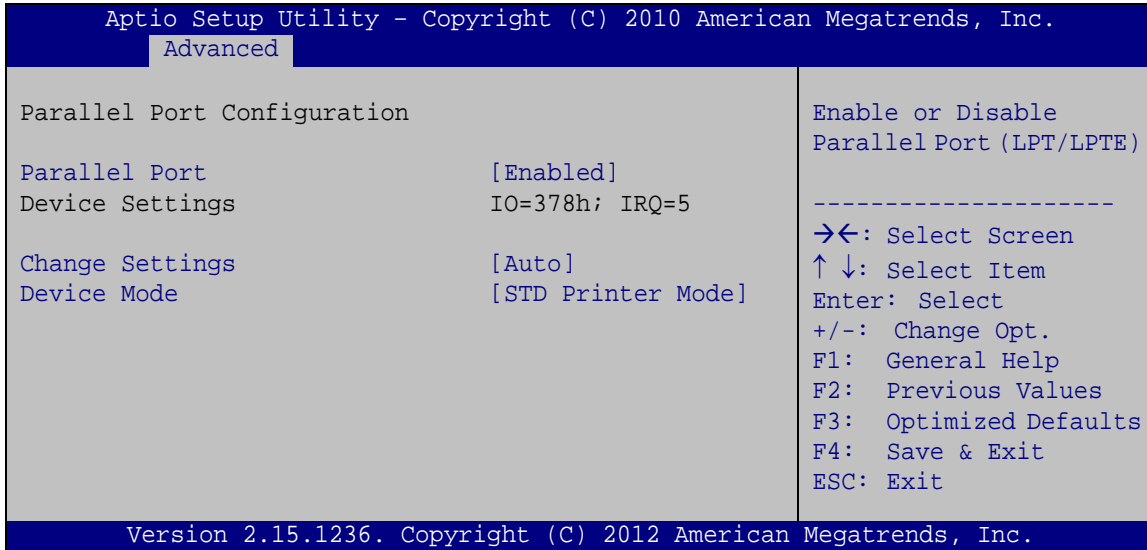 Aptio Setup Utility – Copyright (C) 2010 American Megatrends, Inc.
Advanced
Parallel Port Configuration
Parallel Port [Enabled]
Device Settings IO=378h; IRQ=5
Change Settings [Auto]
Device Mode [STD Printer Mode]
Enable or Disable
Parallel Port (LPT/LPTE)
---------------------
→←: Select Screen
↑ ↓: Select Item
Enter: Select
+/-: Change Opt.
F1: General Help
F2: Previous Values
F3: Optimized Defaults
F4: Save & Exit
ESC: Exit
Version 2.15.1236. Copyright (C) 2012 American Megatrends, Inc.